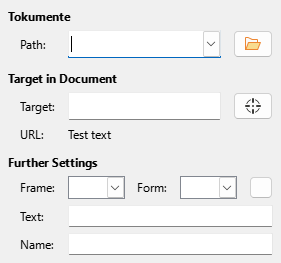 Tokumente
Path:
Target in Document
Target:
URL: Test text
Further Settings
Frame: Form:
Text:
Name: